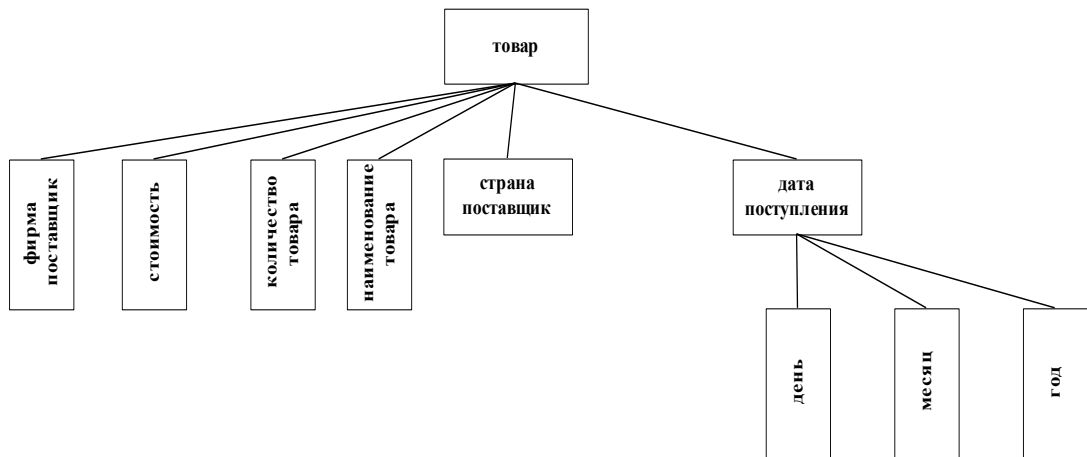 товар
фирма
поставщик
стоимость
количество
товара
наименование
товара
страна
поставщик
дата
поступления
день
месяц
год